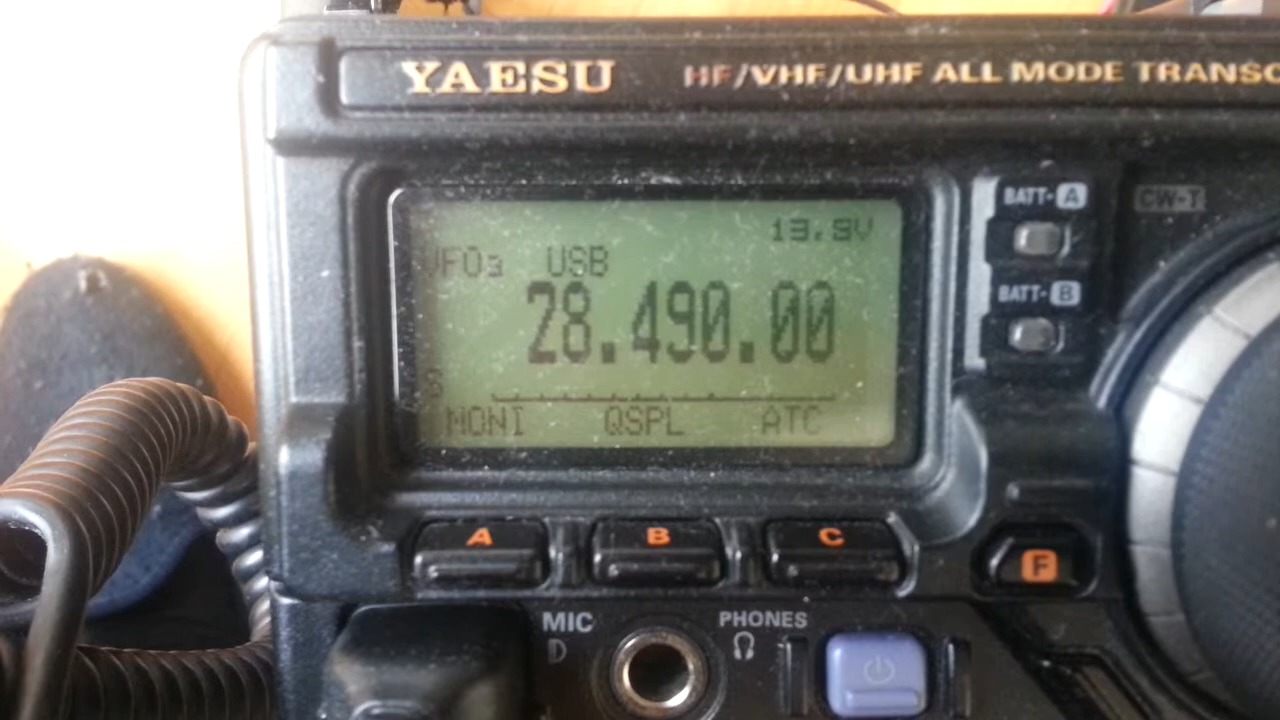 YAESU
HF/VHF/UHF ALL MODE TRANSC
13.9V
VFOa USB
28.490.00
S
MONI QSPL ATC
BATT-A
BATT-B
CW-T
A B C
F
MIC
PHONES